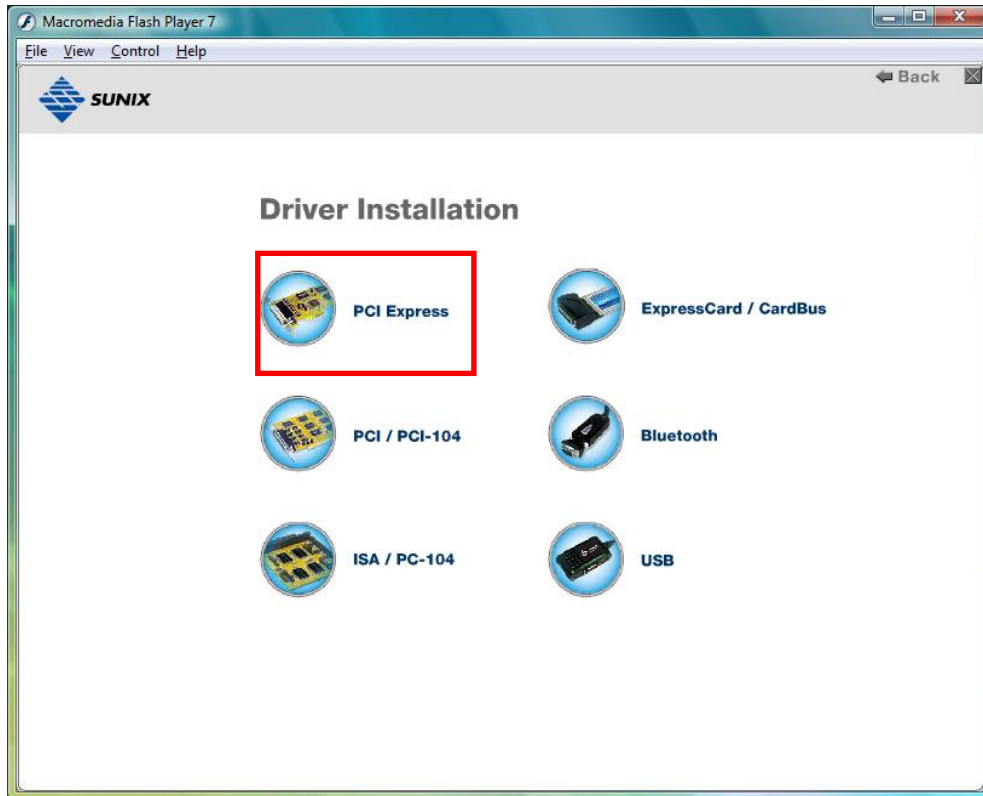 Macromedia Flash Player 7
File View Control Help
Back
SUNIX
Driver Installation
PCI Express
ExpressCard / CardBus
PCI / PCI-104
Bluetooth
ISA / PC-104
USB